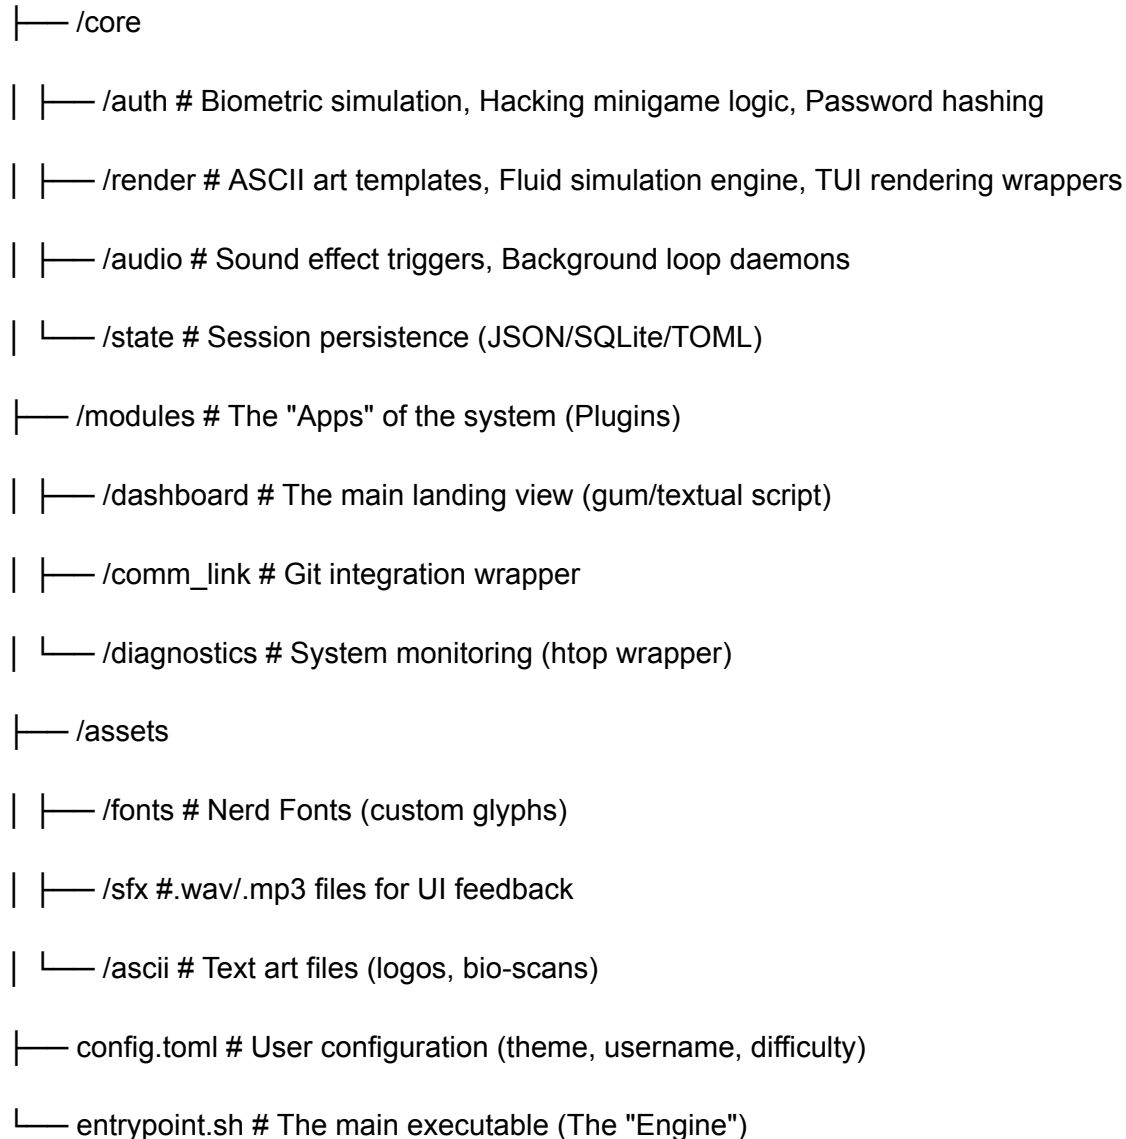 ├── /core
│ ├── /auth # Biometric simulation, Hacking minigame logic, Password hashing
│ ├── /render # ASCII art templates, Fluid simulation engine, TUI rendering wrappers
│ ├── /audio # Sound effect triggers, Background loop daemons
│ └── /state # Session persistence (JSON/SQLite/TOML)
├── /modules # The "Apps" of the system (Plugins)
│ ├── /dashboard # The main landing view (gum/textual script)
│ ├── /comm_link # Git integration wrapper
│ └── /diagnostics # System monitoring (htop wrapper)
├── /assets
│ ├── /fonts # Nerd Fonts (custom glyphs)
│ ├── /sfx #.wav/.mp3 files for UI feedback
│ └── /ascii # Text art files (logos, bio-scans)
├── config.toml # User configuration (theme, username, difficulty)
└── entrypoint.sh # The main executable (The "Engine")